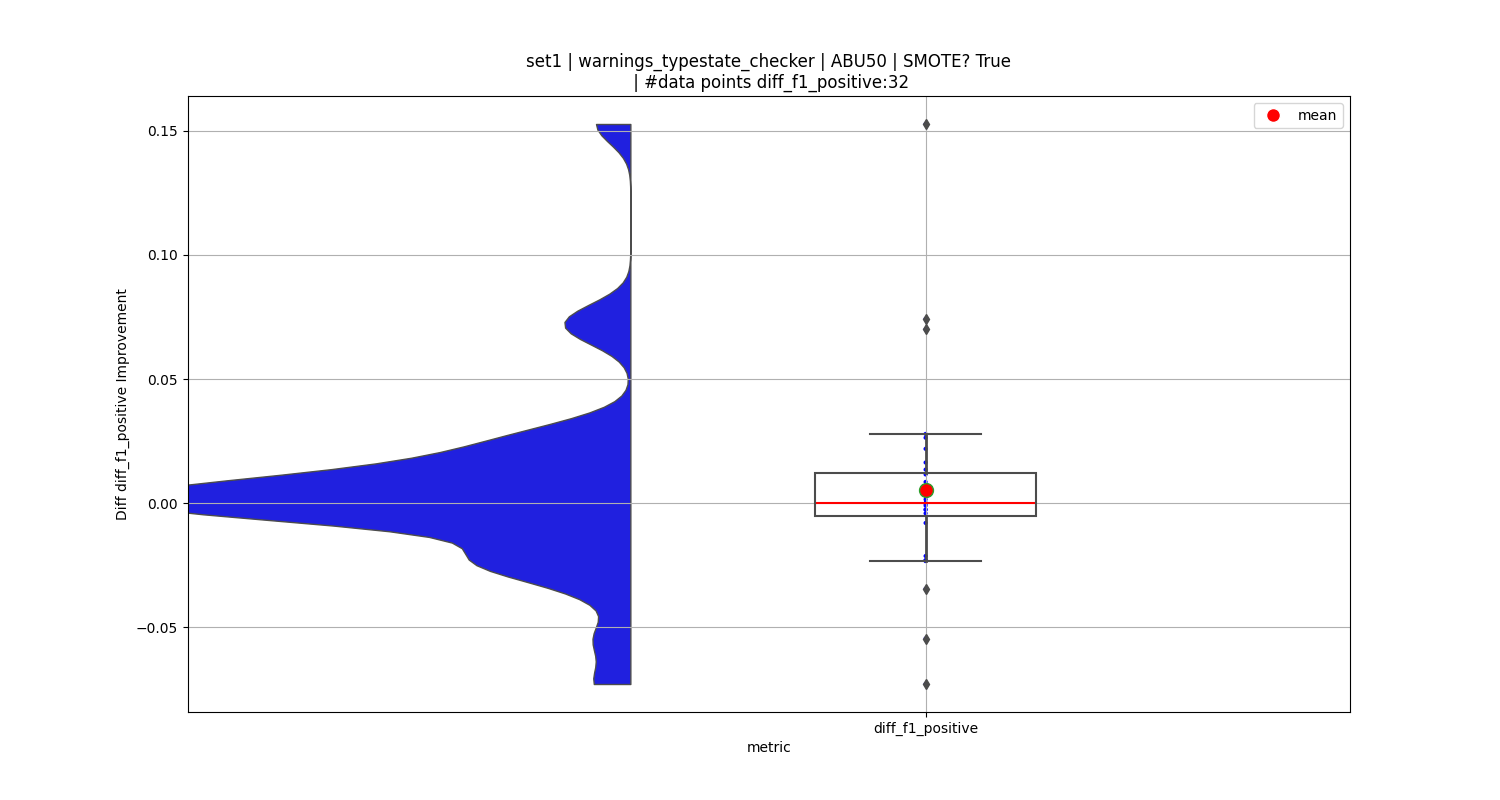 set1 | warnings_typestate_checker | ABU50 | SMOTE? True
| #data points diff_f1_positive:32
mean
0.15
0.10
0.05
0.00
−0.05
Diff diff_f1_positive Improvement
diff_f1_positive
metric